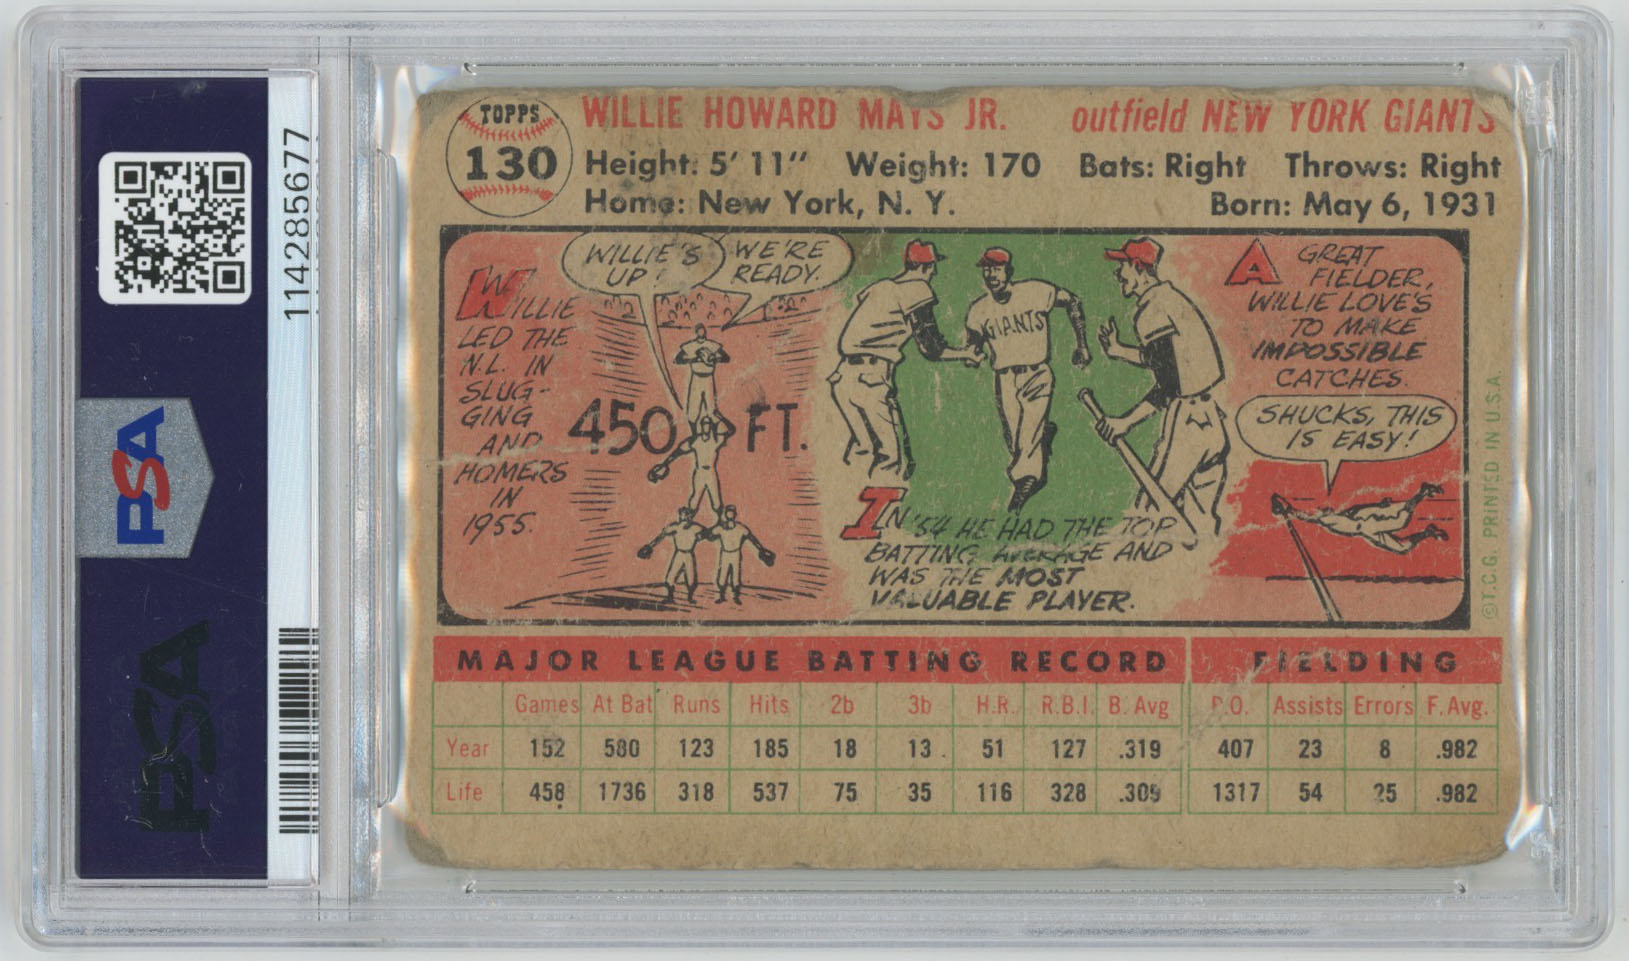 114285677
PSA
PSA
TOPPS
130
WILLIE HOWARD MAYS JR. outfield NEW YORK GIANTS
Height: 5' 11" Weight: 170 Bats: Right Throws: Right
Home: New York, N. Y. Born: May 6, 1931
WILLIE
LED THE
N.L. IN
SLUG-
GING
AND
HOMERS
IN
1955.
WILLIE'S
UP!
WE'RE
READY.
450 FT.
GIANTS
IN '54 HE HAD THE TOP
BATTING AVERAGE AND
WAS THE MOST
VALUABLE PLAYER.
A GREAT
FIELDER,
WILLIE LOVE'S
TO MAKE
IMPOSSIBLE
CATCHES.
SHUCKS, THIS
IS EASY!
©T.C.G. PRINTED IN U.S.A.
MAJOR LEAGUE BATTING RECORD FIELDING
Games At Bat Runs Hits 2b 3b H.R. R.B.I. B. Avg P.O. Assists Errors F. Avg.
Year 152 580 123 185 18 13 51 127 .319 407 23 8 .982
Life 458 1736 318 537 75 35 116 328 .309 1317 54 25 .982